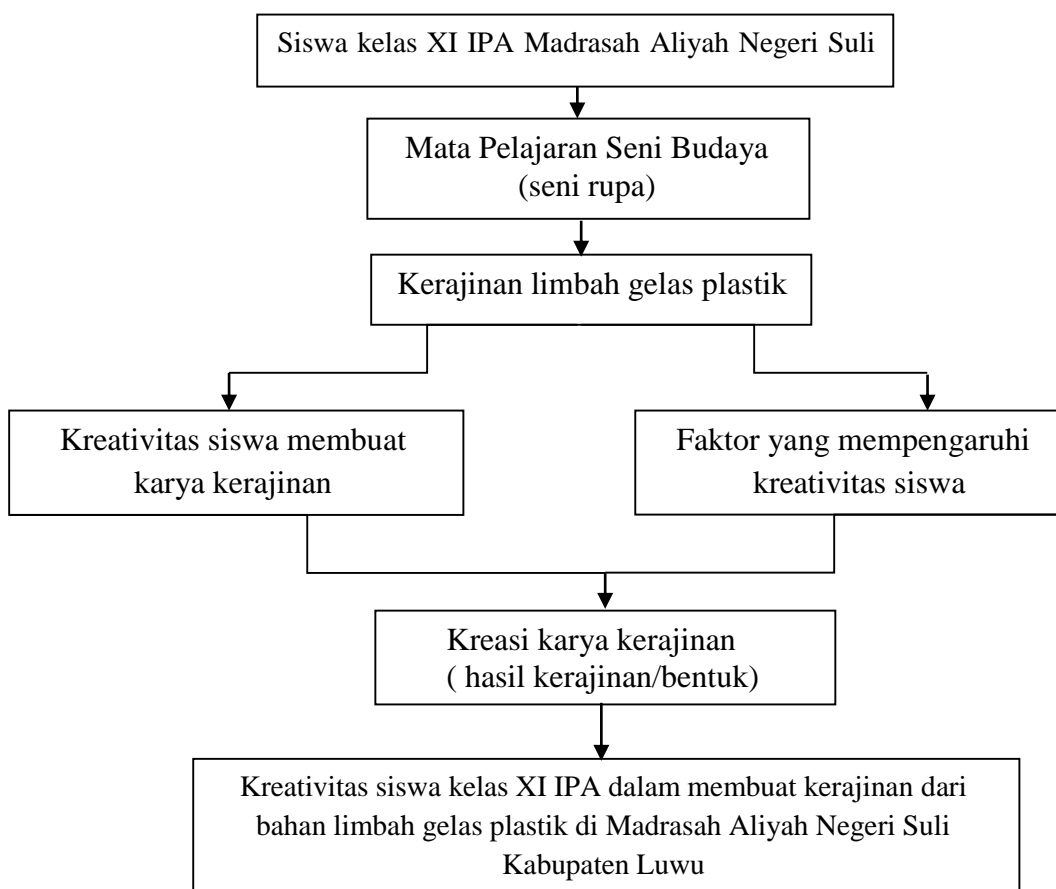 Siswa kelas XI IPA Madrasah Aliyah Negeri Suli
Mata Pelajaran Seni Budaya
(seni rupa)
Kerajinan limbah gelas plastik
Kreativitas siswa membuat
karya kerajinan
Faktor yang mempengaruhi
kreativitas siswa
Kreasi karya kerajinan
( hasil kerajinan/bentuk)
Kreativitas siswa kelas XI IPA dalam membuat kerajinan dari
bahan limbah gelas plastik di Madrasah Aliyah Negeri Suli
Kabupaten Luwu